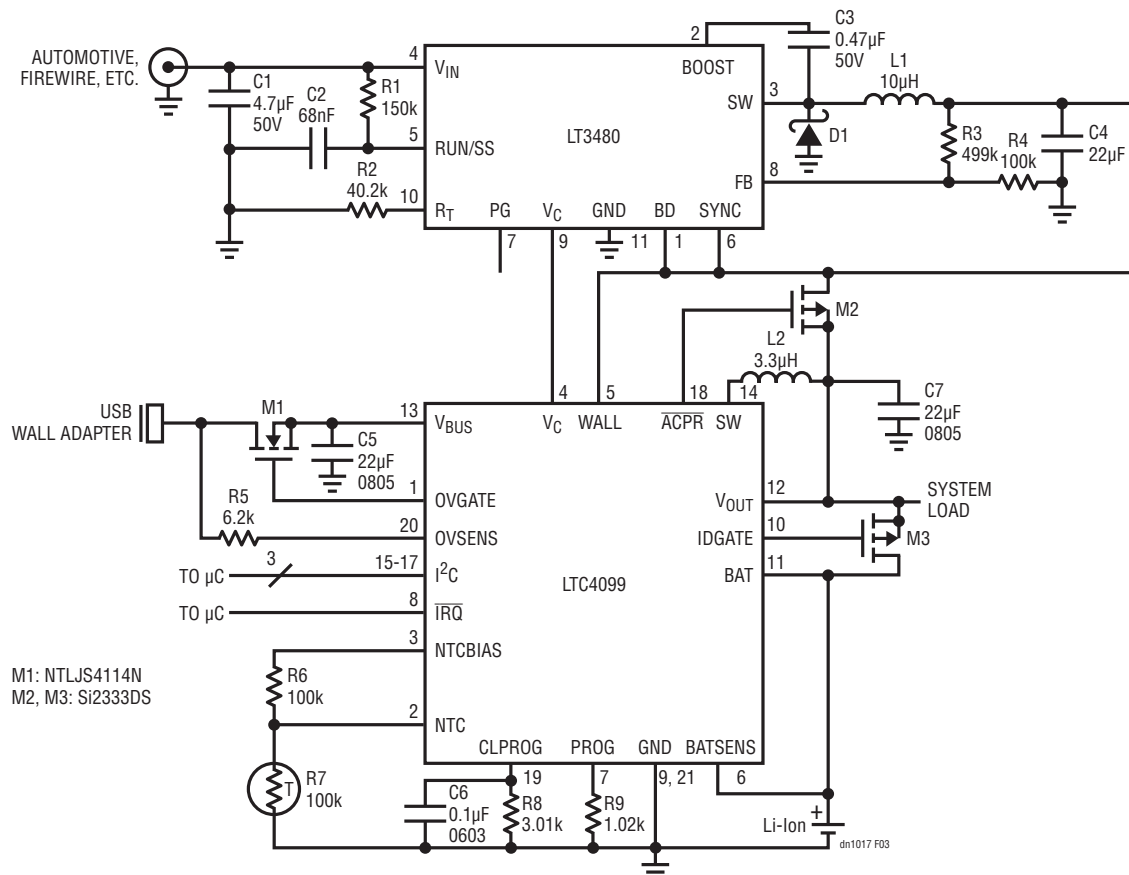 AUTOMOTIVE,
FIREWIRE, ETC.
C1
4.7µF
50V
C2
68nF
R1
150k
R2
40.2k
4
VIN
5
RUN/SS
10
RT
LT3480
2
BOOST
C3
0.47µF
50V
3
SW
L1
10µH
D1
8
FB
R3
499k
R4
100k
C4
22µF
PG
7
VC
9
GND
11
BD
1
SYNC
6
M2
L2
3.3µH
C7
22µF
0805
USB
WALL ADAPTER
M1
C5
22µF
0805
R5
6.2k
4
VC
5
WALL
18
ACPR
14
SW
13
VBUS
1
OVGATE
20
OVSENS
TO µC
3
15-17
I2C
TO µC
8
IRQ
3
NTCBIAS
2
NTC
LTC4099
12
VOUT
SYSTEM
LOAD
10
IDGATE
M3
11
BAT
M1: NTLJS4114N
M2, M3: Si2333DS
R6
100k
T
R7
100k
CLPROG
19
PROG
7
GND
9, 21
BATSENS
6
C6
0.1µF
0603
R8
3.01k
R9
1.02k
Li-Ion
+
dn1017 F03